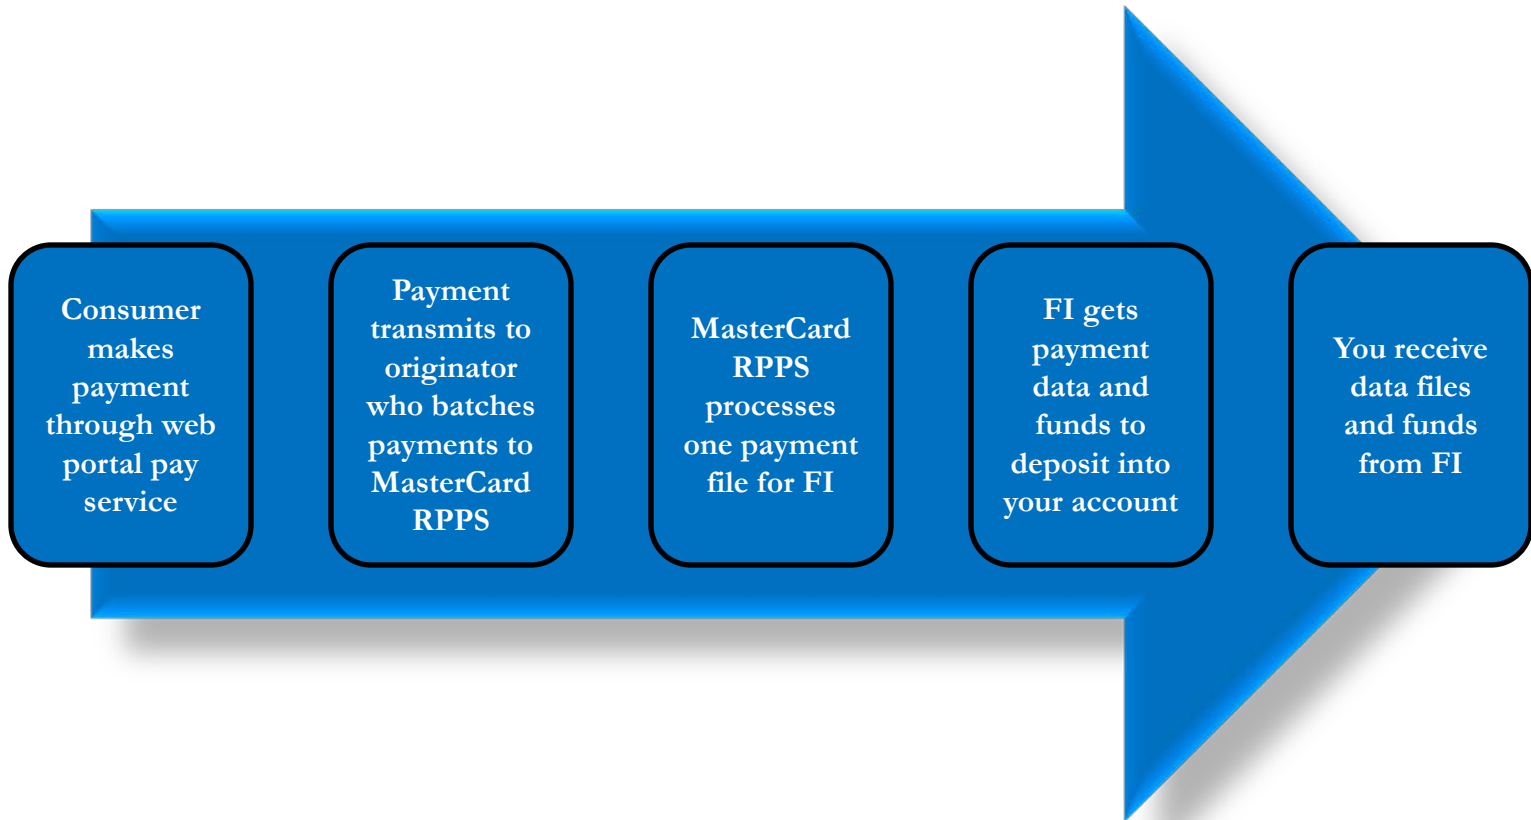 Consumer
makes
payment
through web
portal pay
service
Payment
transmits to
originator
who batches
payments to
MasterCard
RPPS
MasterCard
RPPS
processes
one payment
file for FI
FI gets
payment
data and
funds to
deposit into
your account
You receive
data files
and funds
from FI